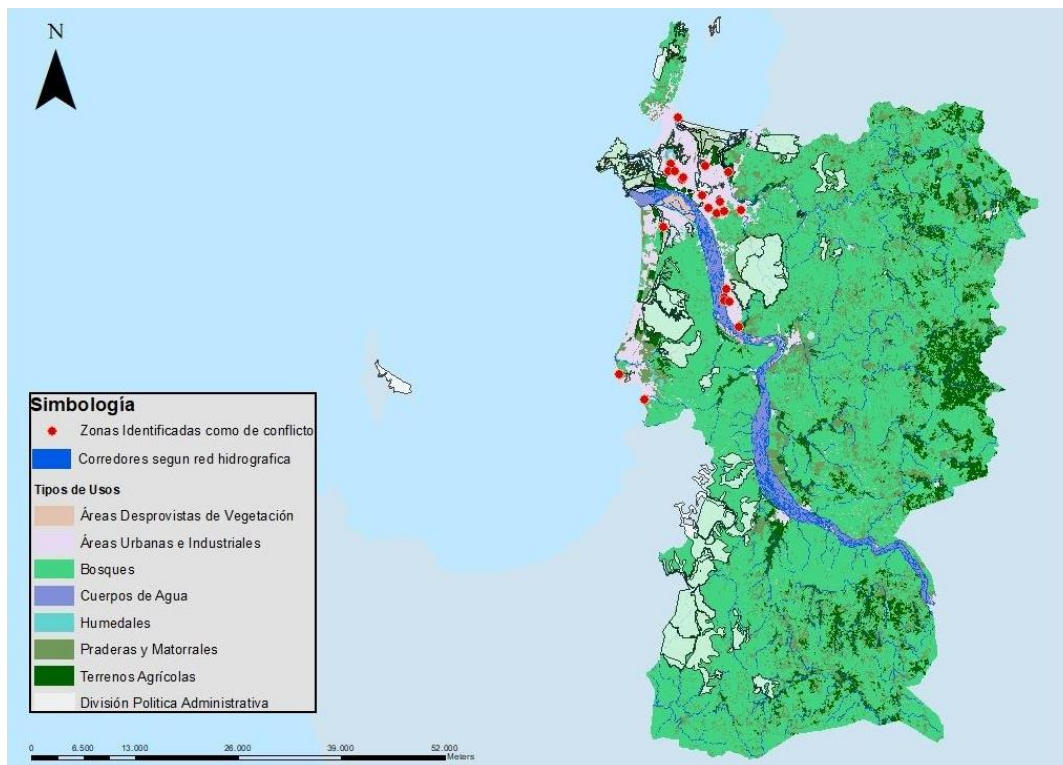 N
Simbología
Zonas Identificadas como de conflicto
Corredores segun red hidrografica
Tipos de Usos
Áreas Desprovistas de Vegetación
Áreas Urbanas e Industriales
Bosques
Cuerpos de Agua
Humedales
Praderas y Matorrales
Terrenos Agrícolas
División Politica Administrativa
0 6.500 13.000 26.000 39.000 52.000
Meters